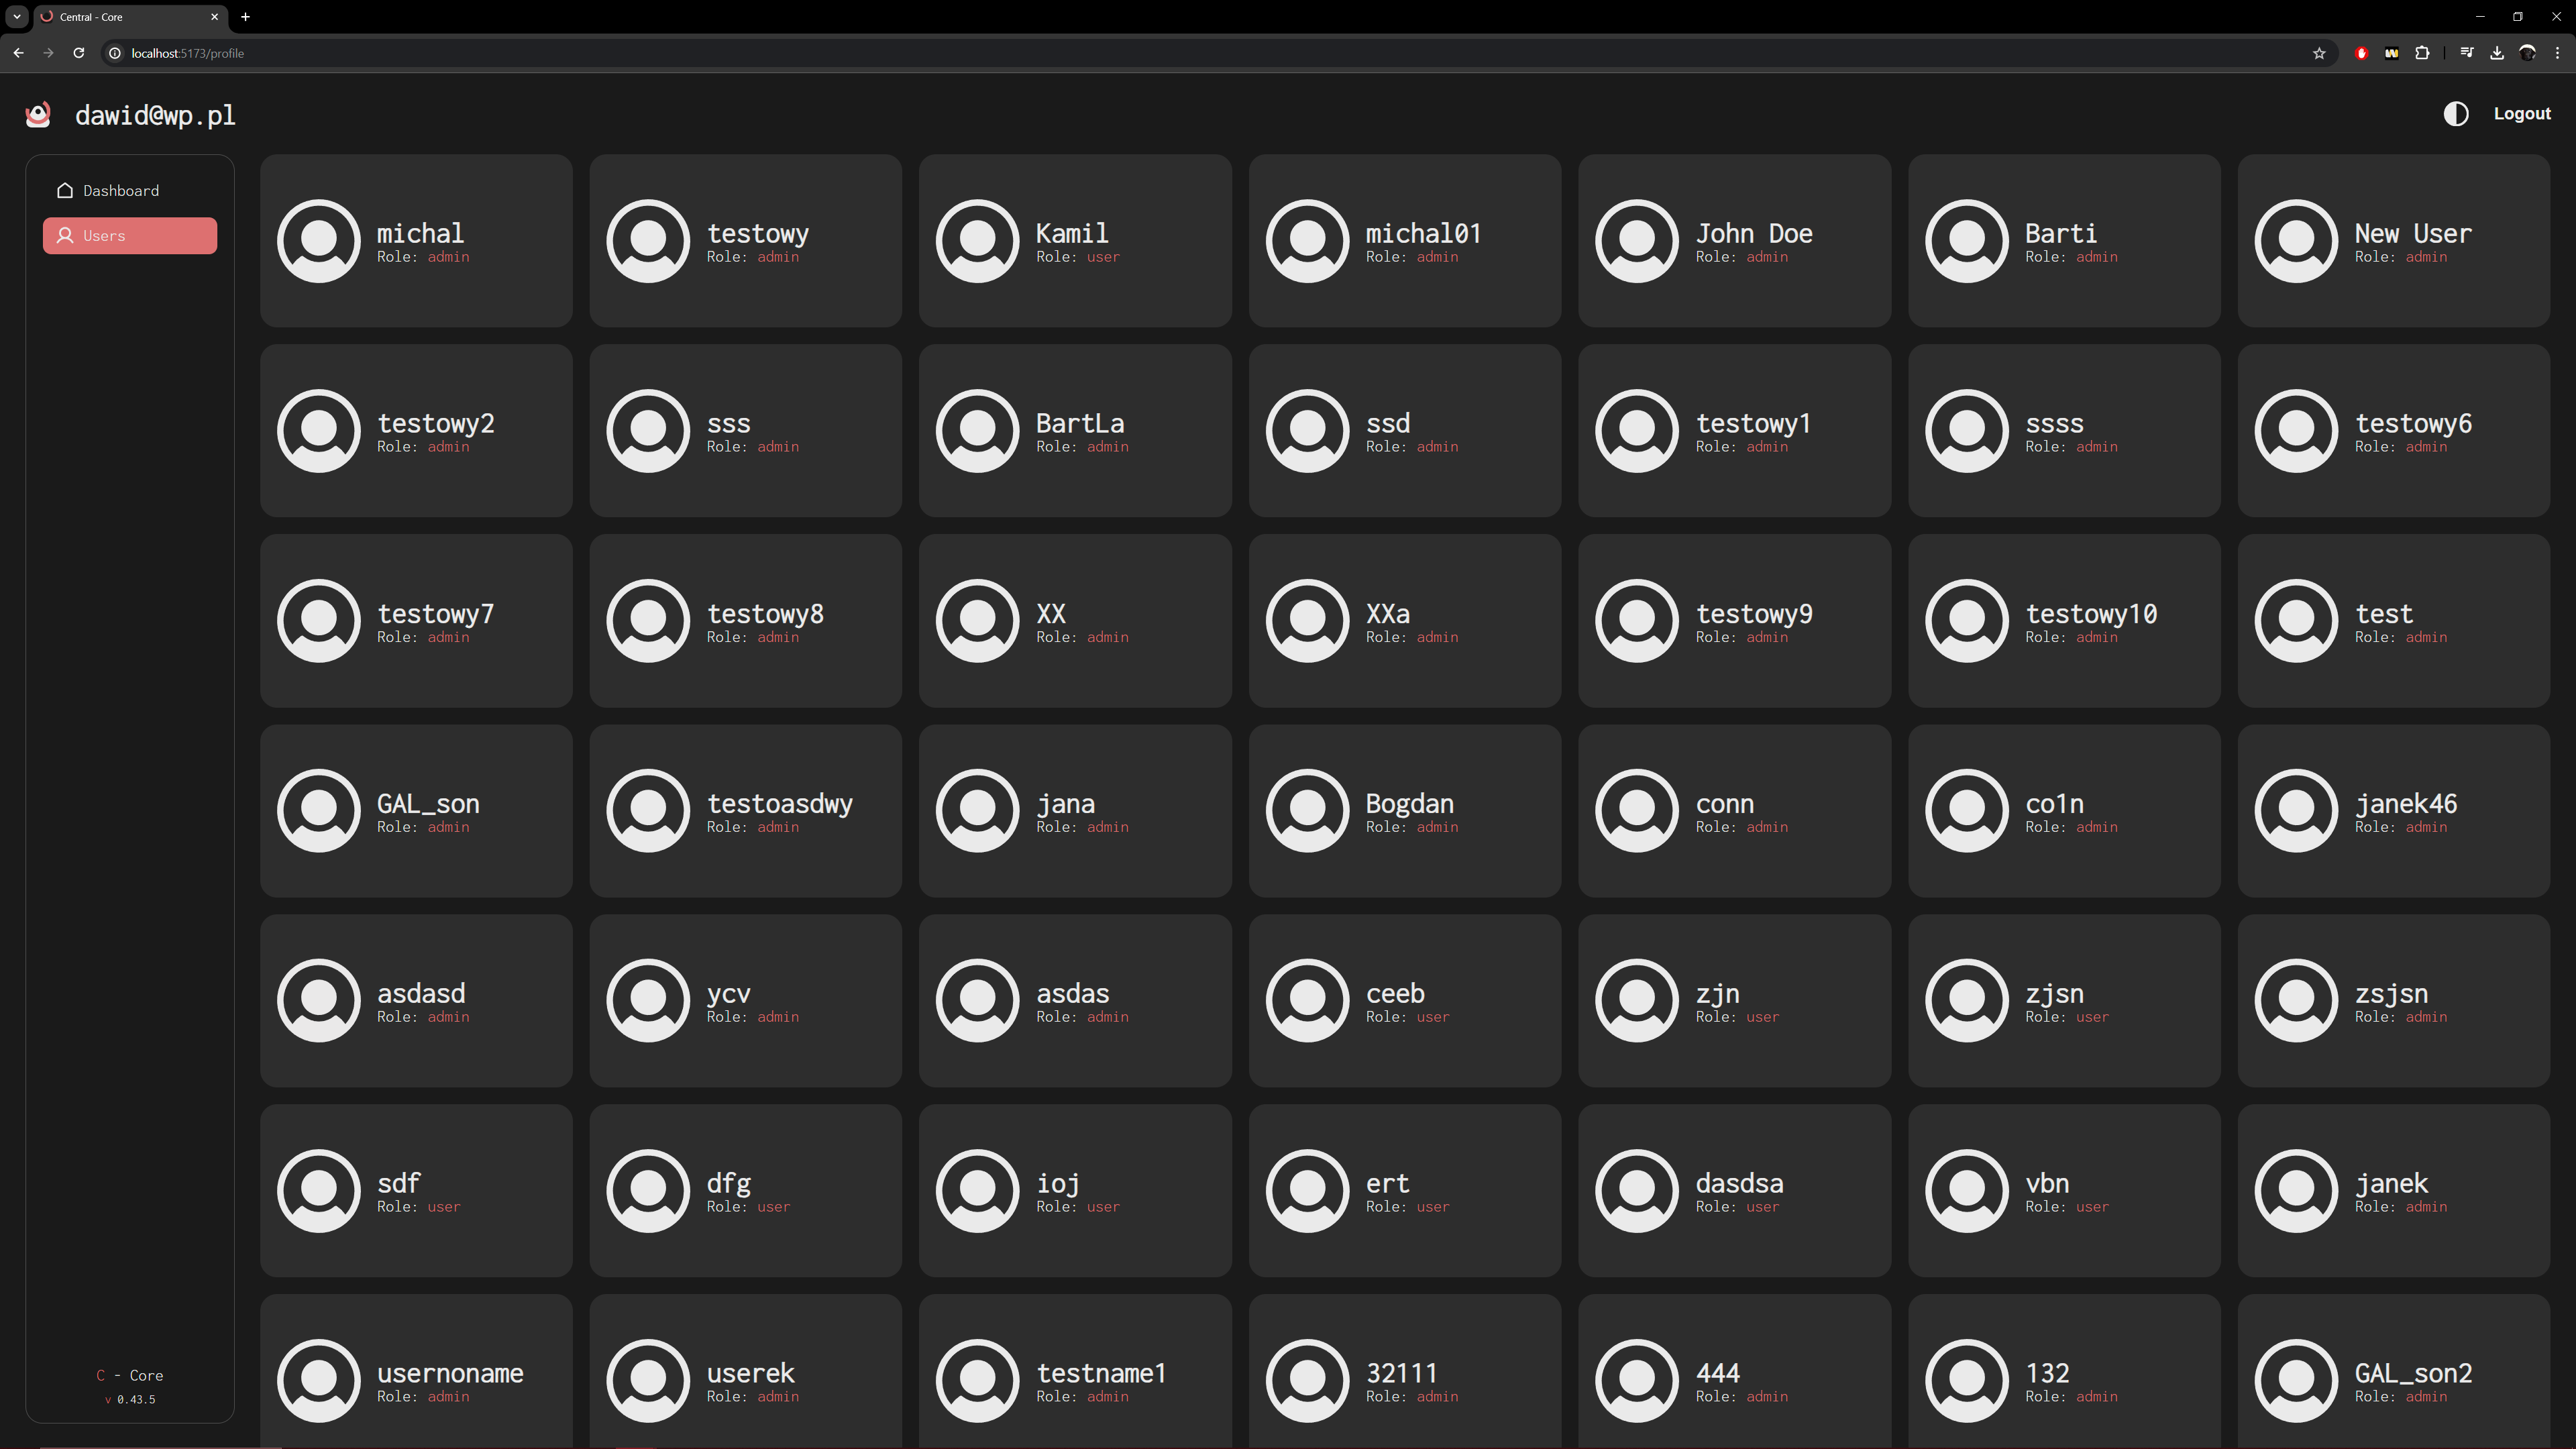 Central - Core
localhost:5173/profile
dawid@wp.pl
Logout
Dashboard
Users
michal
Role: admin
testowy
Role: admin
Kamil
Role: user
michal01
Role: admin
John Doe
Role: admin
Barti
Role: admin
New User
Role: admin
testowy2
Role: admin
sss
Role: admin
BartLa
Role: admin
ssd
Role: admin
testowy1
Role: admin
ssss
Role: admin
testowy6
Role: admin
testowy7
Role: admin
testowy8
Role: admin
XX
Role: admin
XXa
Role: admin
testowy9
Role: admin
testowy10
Role: admin
test
Role: admin
GAL_son
Role: admin
testoasdwy
Role: admin
jana
Role: admin
Bogdan
Role: admin
conn
Role: admin
co1n
Role: admin
janek46
Role: admin
asdasd
Role: admin
ycv
Role: admin
asdas
Role: admin
ceeb
Role: user
zjn
Role: user
zjsn
Role: user
zsjsn
Role: admin
sdf
Role: user
dfg
Role: user
ioj
Role: user
ert
Role: user
dasdsa
Role: user
vbn
Role: user
janek
Role: admin
usernoname
Role: admin
userek
Role: admin
testname1
Role: admin
32111
Role: admin
444
Role: admin
132
Role: admin
GAL_son2
Role: admin
C - Core
v 0.43.5